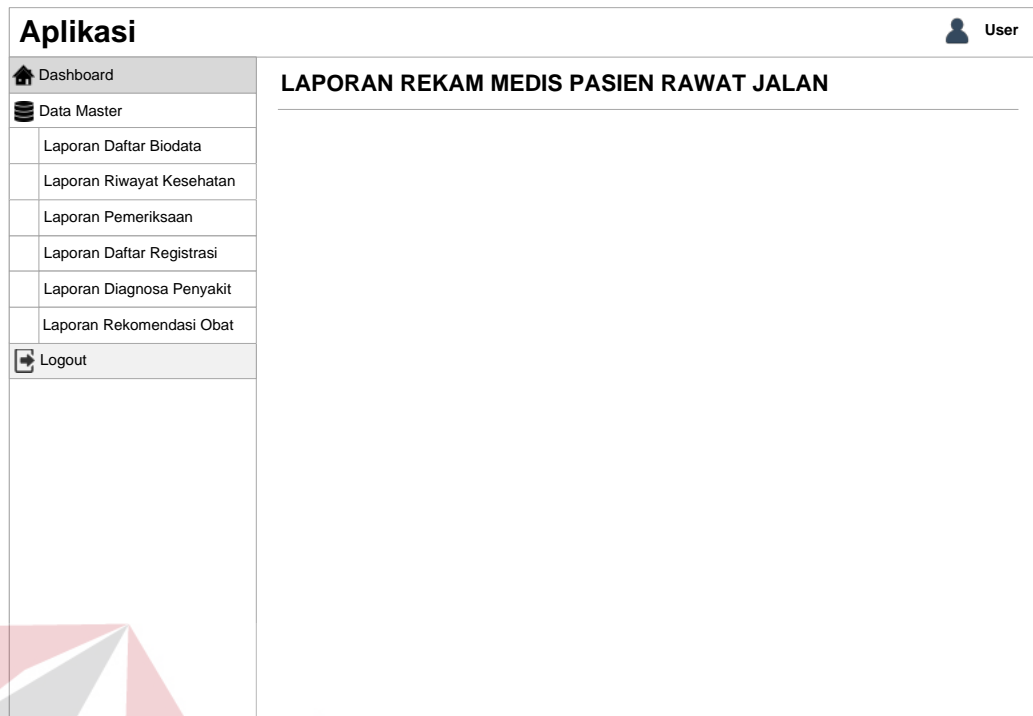 Aplikasi
User
Dashboard
LAPORAN REKAM MEDIS PASIEN RAWAT JALAN
Data Master
Laporan Daftar Biodata
Laporan Riwayat Kesehatan
Laporan Pemeriksaan
Laporan Daftar Registrasi
Laporan Diagnosa Penyakit
Laporan Rekomendasi Obat
Logout